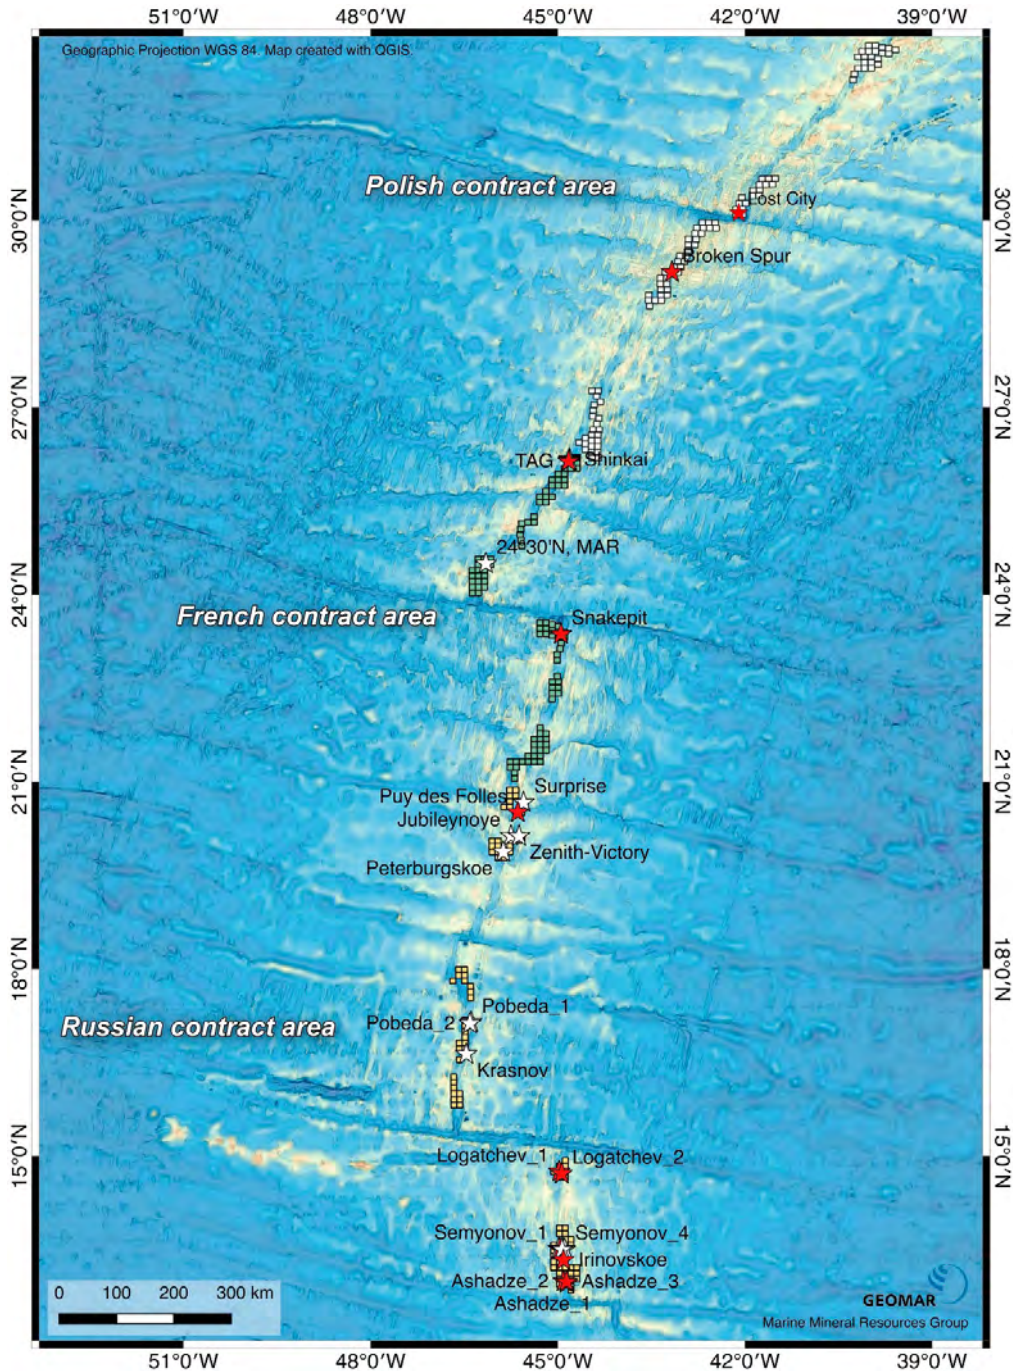 51°0'W 48°0'W 45°0'W 42°0'W 39°0'W
Geographic Projection WGS 84. Map created with QGIS.
Polish contract area
Lost City
30°0'N 30°0'N
Broken Spur
27°0'N 27°0'N
TAG Shinkai
24°30'N, MAR
24°0'N 24°0'N
French contract area
Snakepit
21°0'N 21°0'N
Surprise
Puy des Folles
Jubileynoye
Zenith-Victory
Peterburgskoe
18°0'N 18°0'N
Pobeda_1
Pobeda_2
Russian contract area
Krasnov
15°0'N 15°0'N
Logatchev_1 Logatchev_2
Semyonov_1 Semyonov_4
Irinovskoe
Ashadze_2 Ashadze_3
Ashadze_1
0 100 200 300 km
GEOMAR
Marine Mineral Resources Group
51°0'W 48°0'W 45°0'W 42°0'W 39°0'W